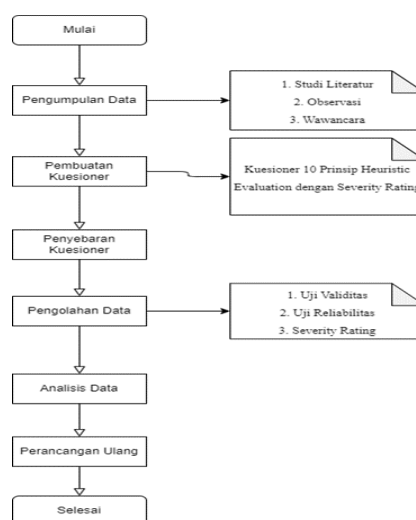 Mulai
Pengumpulan Data
1. Studi Literatur
2. Observasi
3. Wawancara
Pembuatan
Kuesioner
Kuesioner 10 Prinsip Heuristic
Evaluation dengan Severity Rating
Penyebaran
Kuesioner
Pengolahan Data
1. Uji Validitas
2. Uji Reliabilitas
3. Severity Rating
Analisis Data
Perancangan Ulang
Selesai